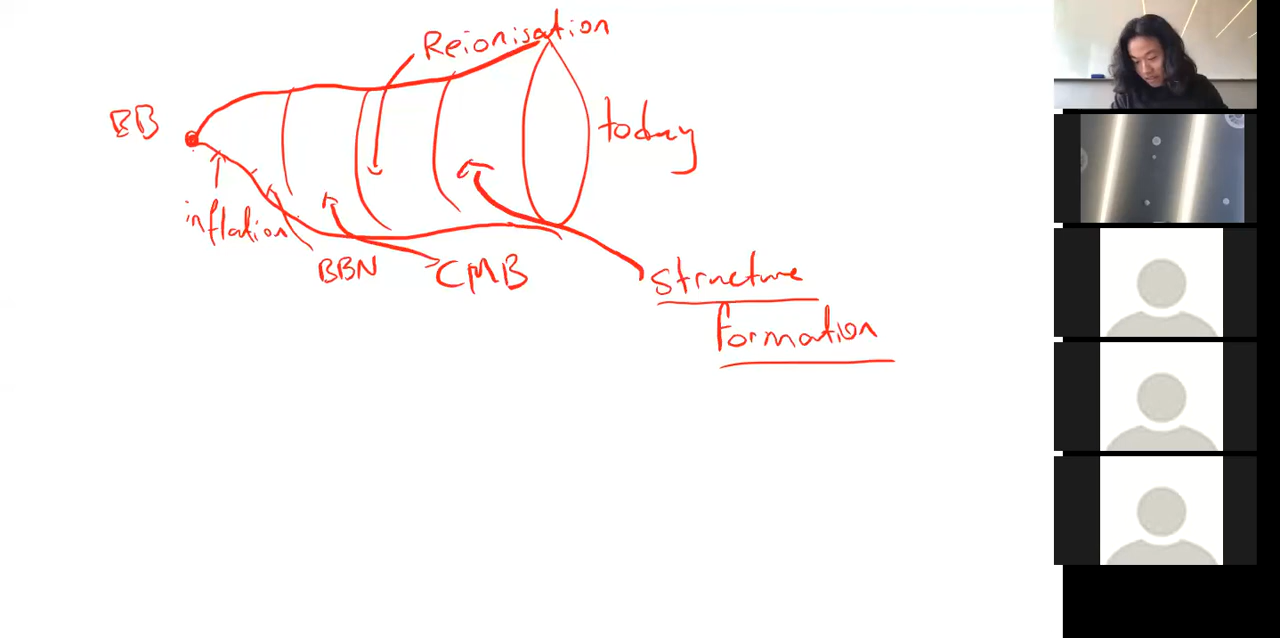 Reionisation
BB
today
inflation
BBN
CMB
structure
formation